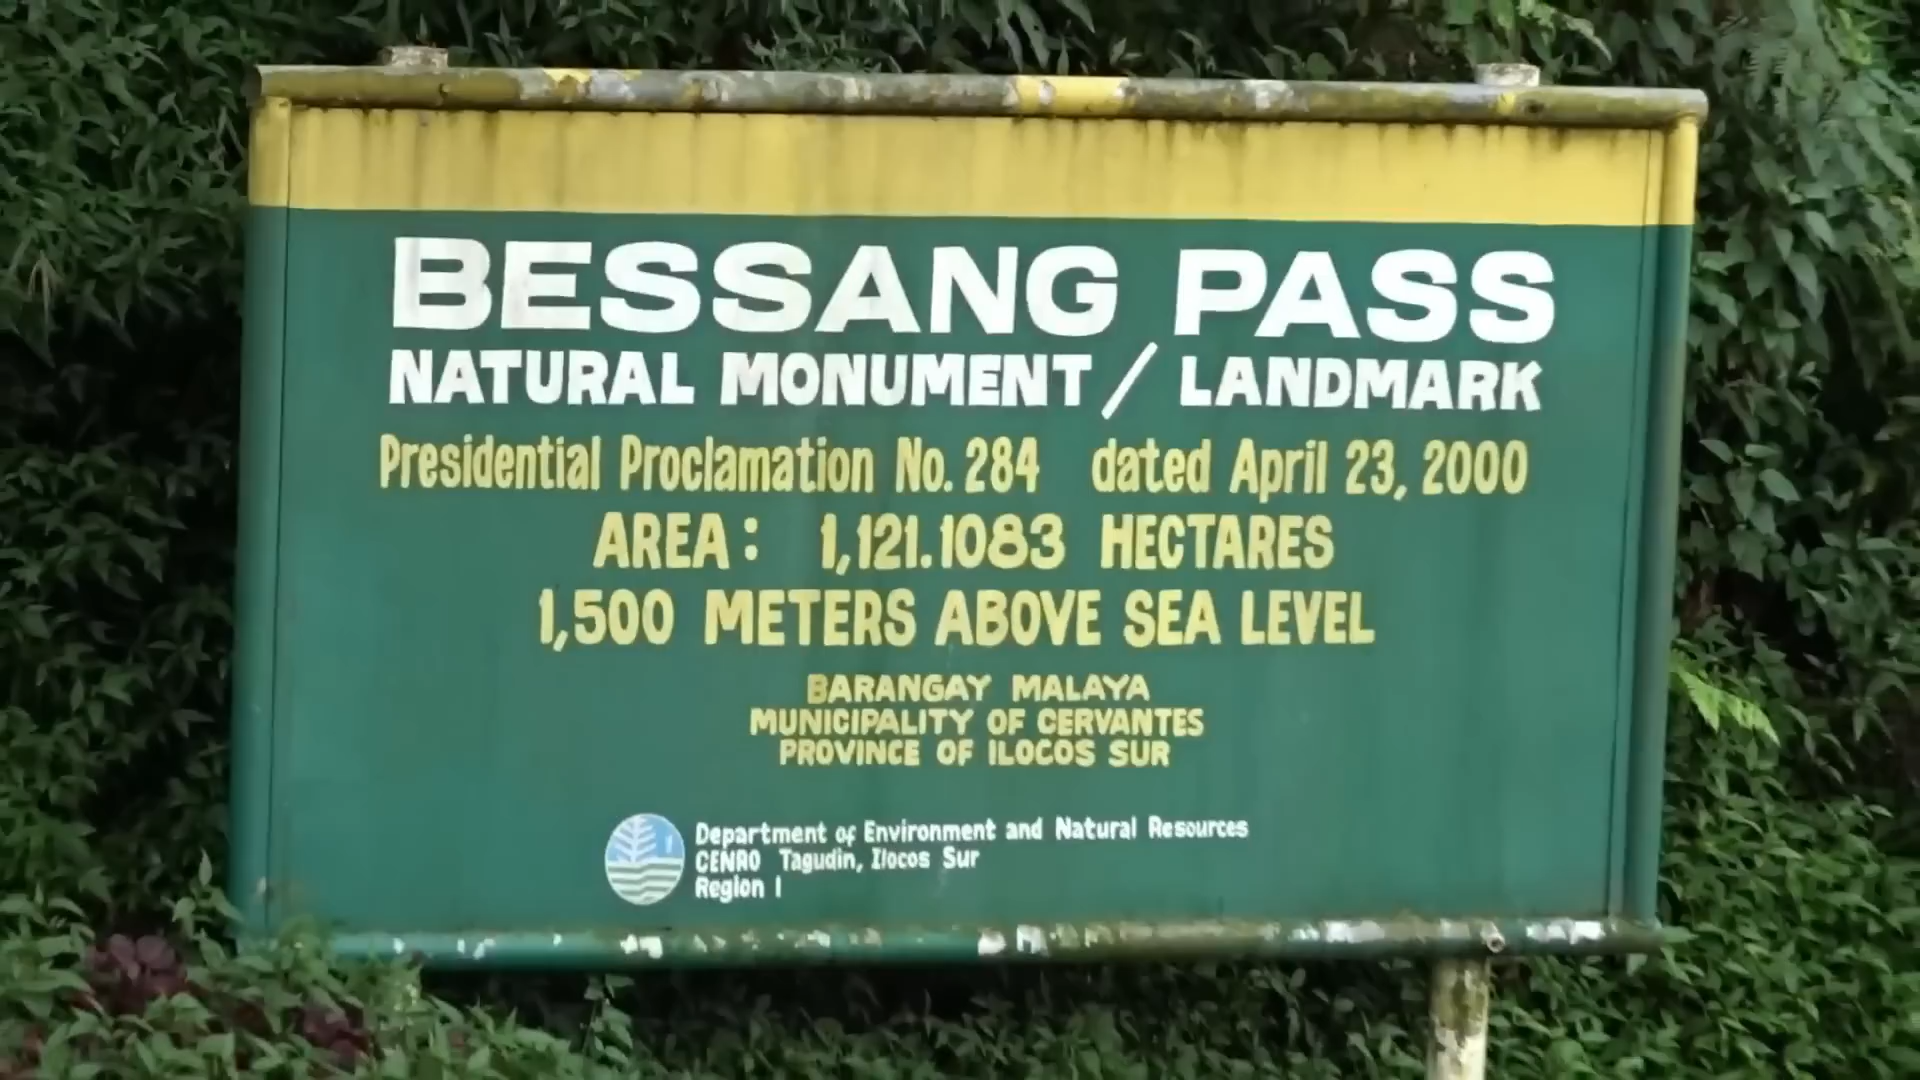 BESSANG PASS
NATURAL MONUMENT / LANDMARK
Presidential Proclamation No. 284 dated April 23, 2000
AREA: 1,121.1083 HECTARES
1,500 METERS ABOVE SEA LEVEL
BARANGAY MALAYA
MUNICIPALITY OF CERVANTES
PROVINCE OF ILOCOS SUR
Department of Environment and Natural Resources
CENRO Tagudin, Ilocos Sur
Region 1